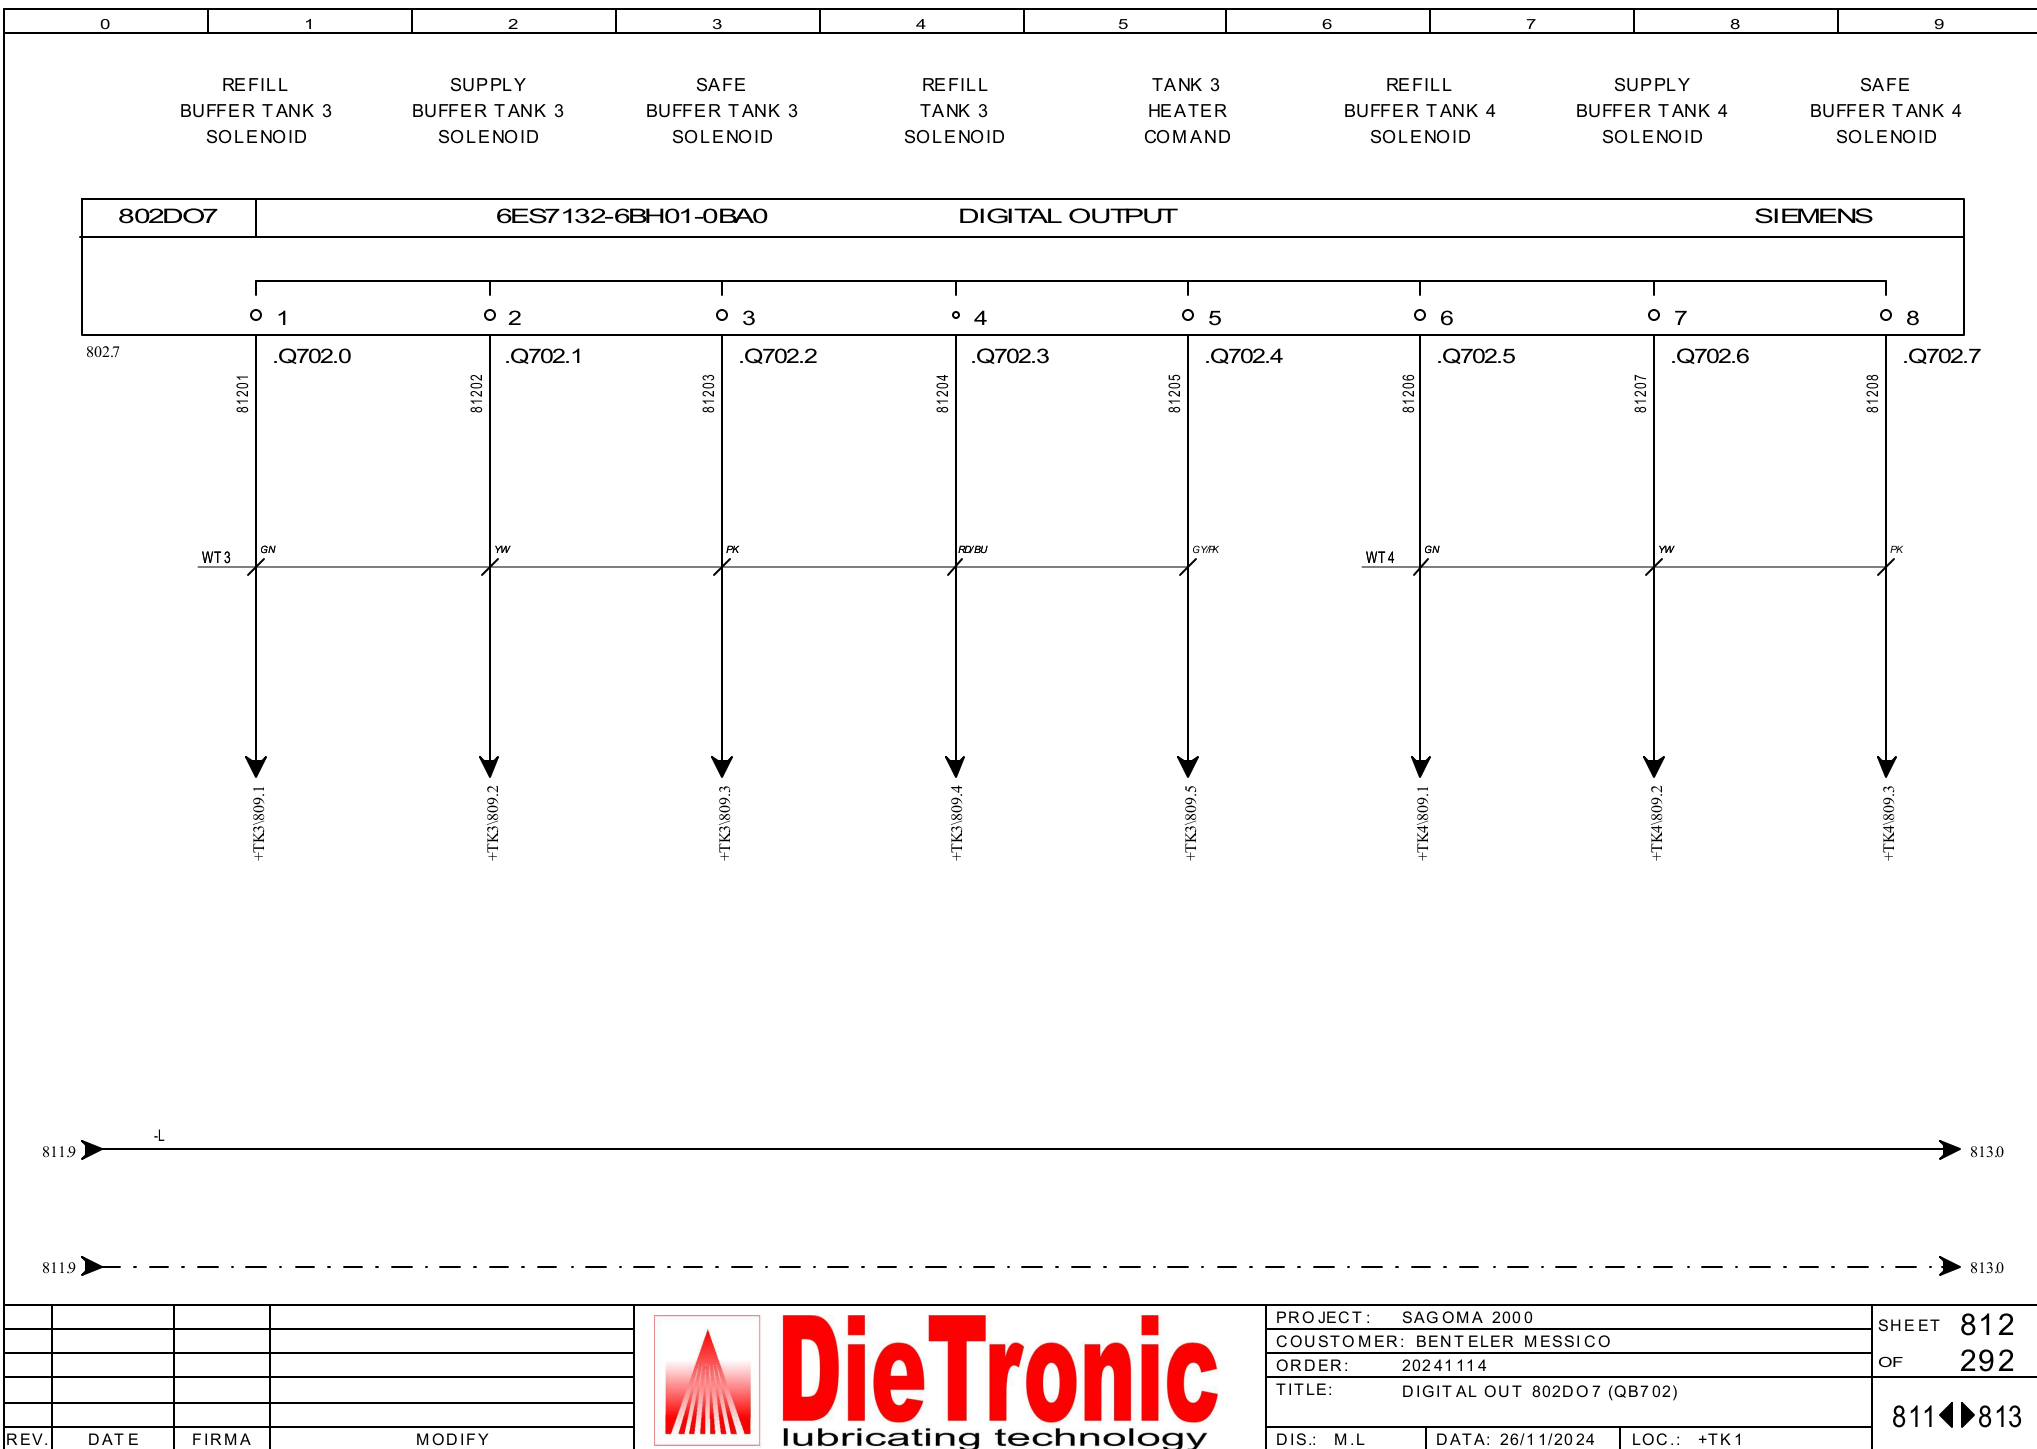 0 1 2 3 4 5 6 7 8 9
REFILL SUPPLY SAFE REFILL TANK 3 REFILL SUPPLY SAFE
BUFFER TANK 3 BUFFER TANK 3 BUFFER TANK 3 TANK 3 HEATER BUFFER TANK 4 BUFFER TANK 4 BUFFER TANK 4
SOLENOID SOLENOID SOLENOID SOLENOID COMAND SOLENOID SOLENOID SOLENOID
802DO7 6ES7132-6BH01-0BA0 DIGITAL OUTPUT SIEMENS
1 2 3 4 5 6 7 8
802.7 .Q702.0 .Q702.1 .Q702.2 .Q702.3 .Q702.4 .Q702.5 .Q702.6 .Q702.7
81201 81202 81203 81204 81205 81206 81207 81208
WT3 GN YW PK RD/BU GY/PK WT4 GN YW PK
+TK3\809.1 +TK3\809.2 +TK3\809.3 +TK3\809.4 +TK3\809.5 +TK4\809.1 +TK4\809.2 +TK4\809.3
-L
811.9 813.0
811.9 813.0
DieTronic
lubricating technology
PROJECT: SAGOMA 2000
COUSTOMER: BENTELER MESSICO
ORDER: 20241114
TITLE: DIGITAL OUT 802DO7 (QB702)
SHEET 812
OF 292
811 813
REV. DATE FIRMA MODIFY
DIS.: M.L DATA: 26/11/2024 LOC.: +TK1